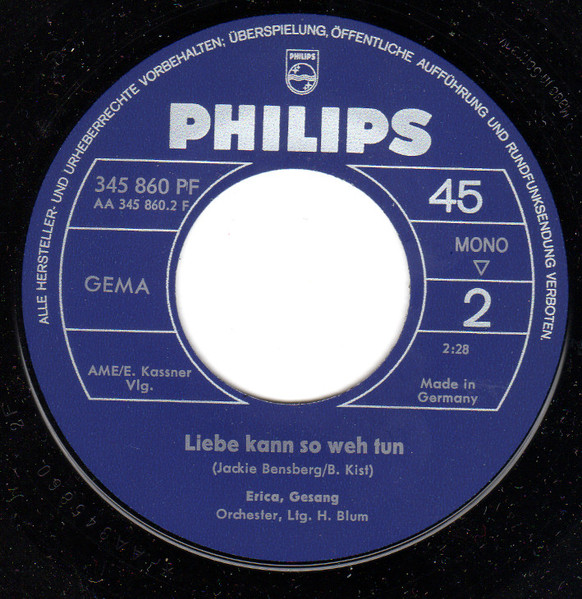 ALLE HERSTELLER- UND URHEBERRECHTE VORBEHALTEN; ÜBERSPIELUNG, ÖFFENTLICHE AUFFÜHRUNG UND RUNDFUNKSENDUNG VERBOTEN.
PHILIPS
PHILIPS
345 860 PF
AA 345 860.2 F
GEMA
AME/E. Kassner
Vlg.
45
MONO
2
2:28
Made in
Germany
Liebe kann so weh tun
(Jackie Bensberg/B. Kist)
Erica, Gesang
Orchester, Ltg. H. Blum